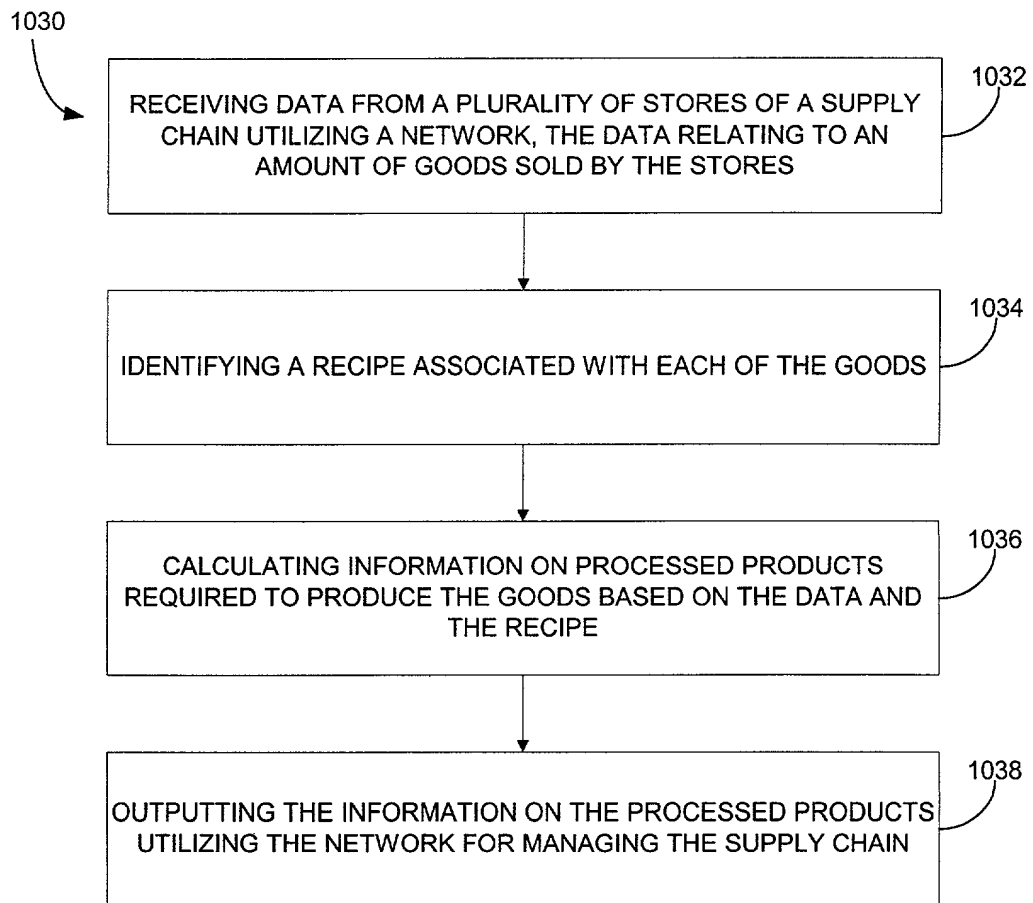 1030
1032
RECEIVING DATA FROM A PLURALITY OF STORES OF A SUPPLY
CHAIN UTILIZING A NETWORK, THE DATA RELATING TO AN
AMOUNT OF GOODS SOLD BY THE STORES
1034
IDENTIFYING A RECIPE ASSOCIATED WITH EACH OF THE GOODS
1036
CALCULATING INFORMATION ON PROCESSED PRODUCTS
REQUIRED TO PRODUCE THE GOODS BASED ON THE DATA AND
THE RECIPE
1038
OUTPUTTING THE INFORMATION ON THE PROCESSED PRODUCTS
UTILIZING THE NETWORK FOR MANAGING THE SUPPLY CHAIN